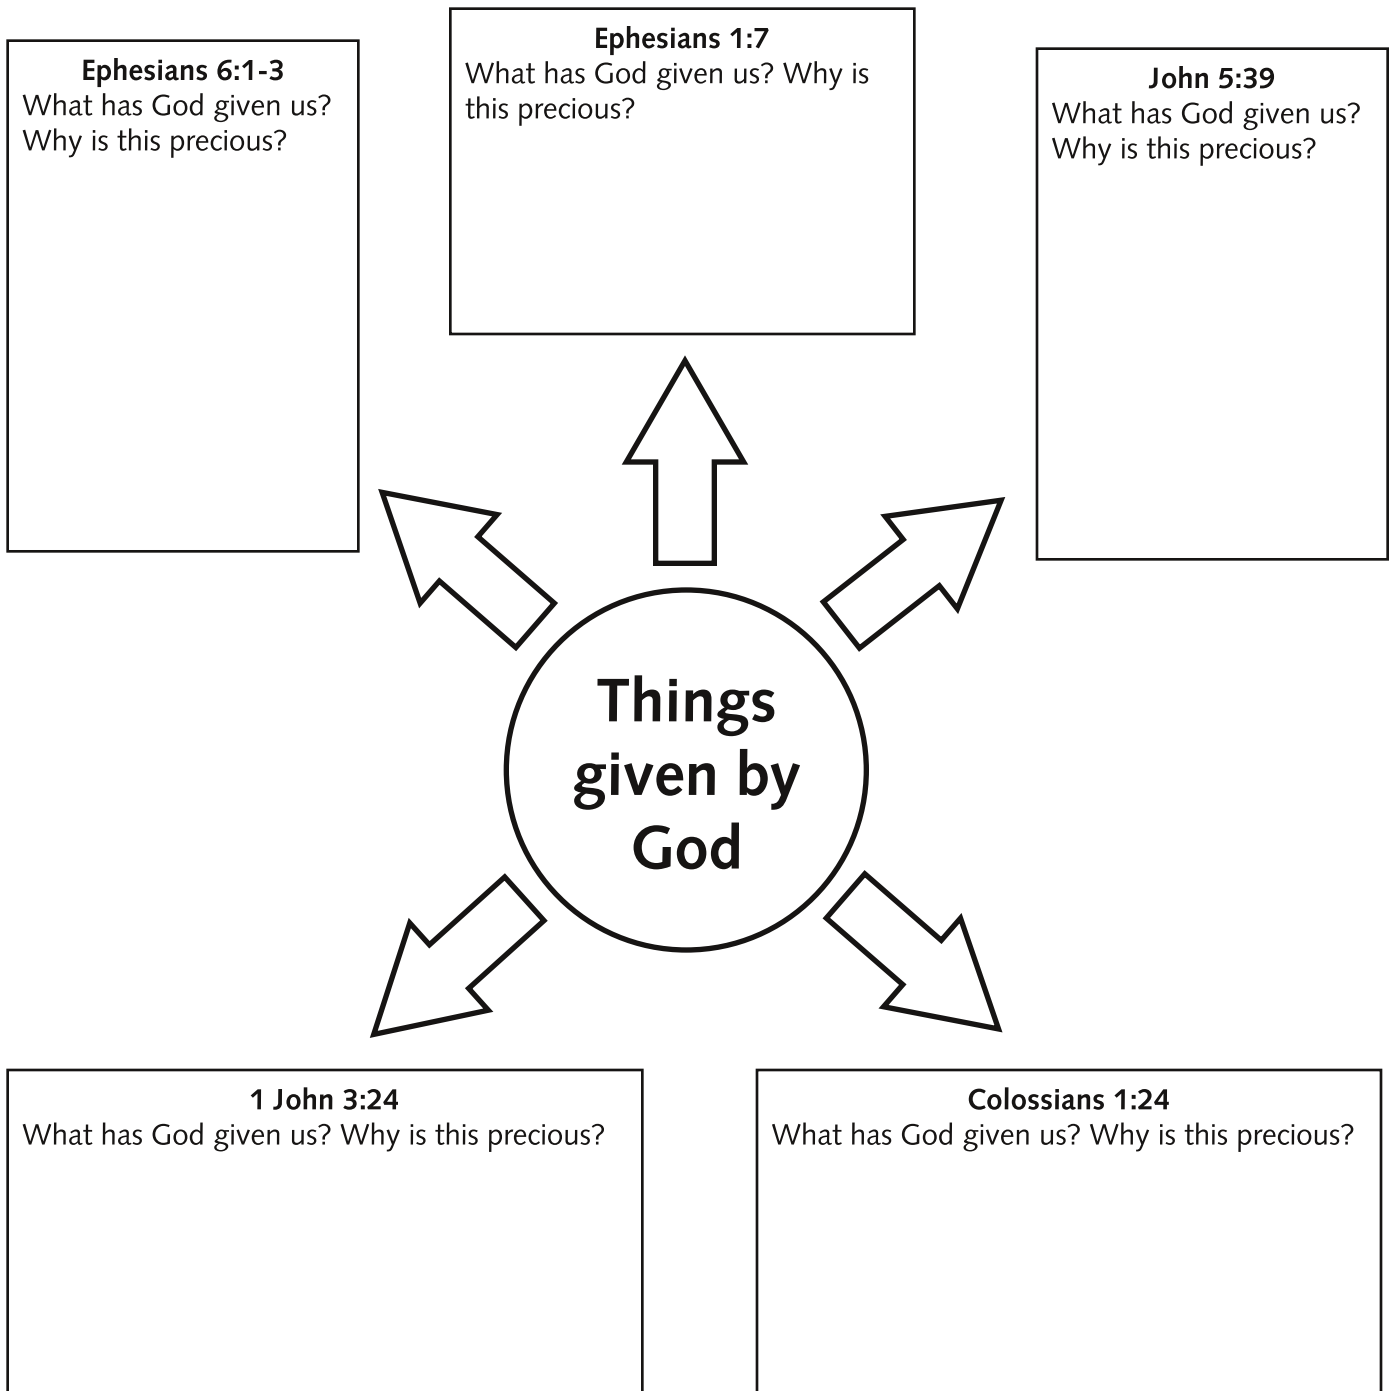 Ephesians 6:1-3
What has God given us?
Why is this precious?
Ephesians 1:7
What has God given us? Why is
this precious?
John 5:39
What has God given us?
Why is this precious?
Things
given by
God
1 John 3:24
What has God given us? Why is this precious?
Colossians 1:24
What has God given us? Why is this precious?